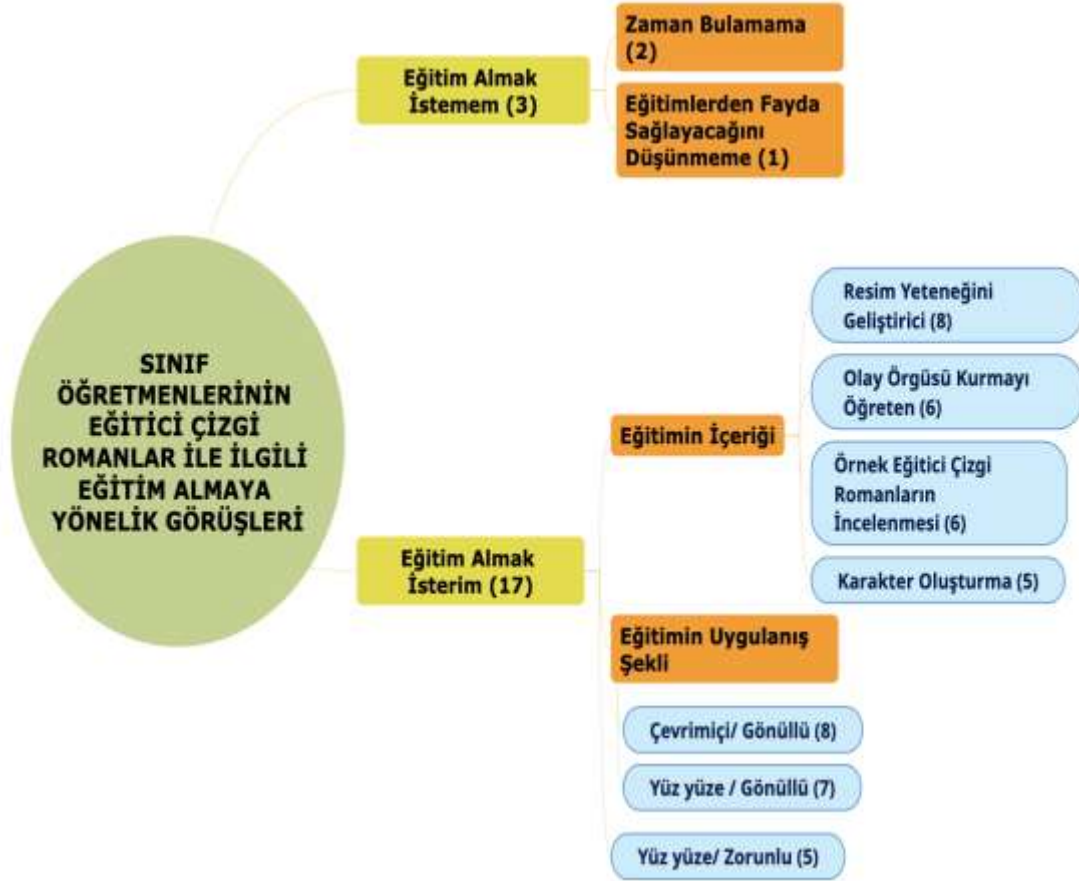 SINIF
ÖĞRETMENLERİNİN
EĞİTİCİ ÇİZGİ
ROMANLAR İLE İLGİLİ
EĞİTİM ALMAYA
YÖNELİK GÖRÜŞLERİ
Eğitim Almak
İstemem (3)
Zaman Bulamama
(2)
Eğitimlerden Fayda
Sağlayacağını
Düşünmeme (1)
Eğitim Almak
İsterim (17)
Eğitimin İçeriği
Resim Yeteneğini
Geliştirici (8)
Olay Örgüsü Kurmayı
Öğreten (6)
Örnek Eğitici Çizgi
Romanların
İncelenmesi (6)
Karakter Oluşturma (5)
Eğitimin Uygulanış
Şekli
Çevrimiçi/ Gönüllü (8)
Yüz yüze / Gönüllü (7)
Yüz yüze/ Zorunlu (5)